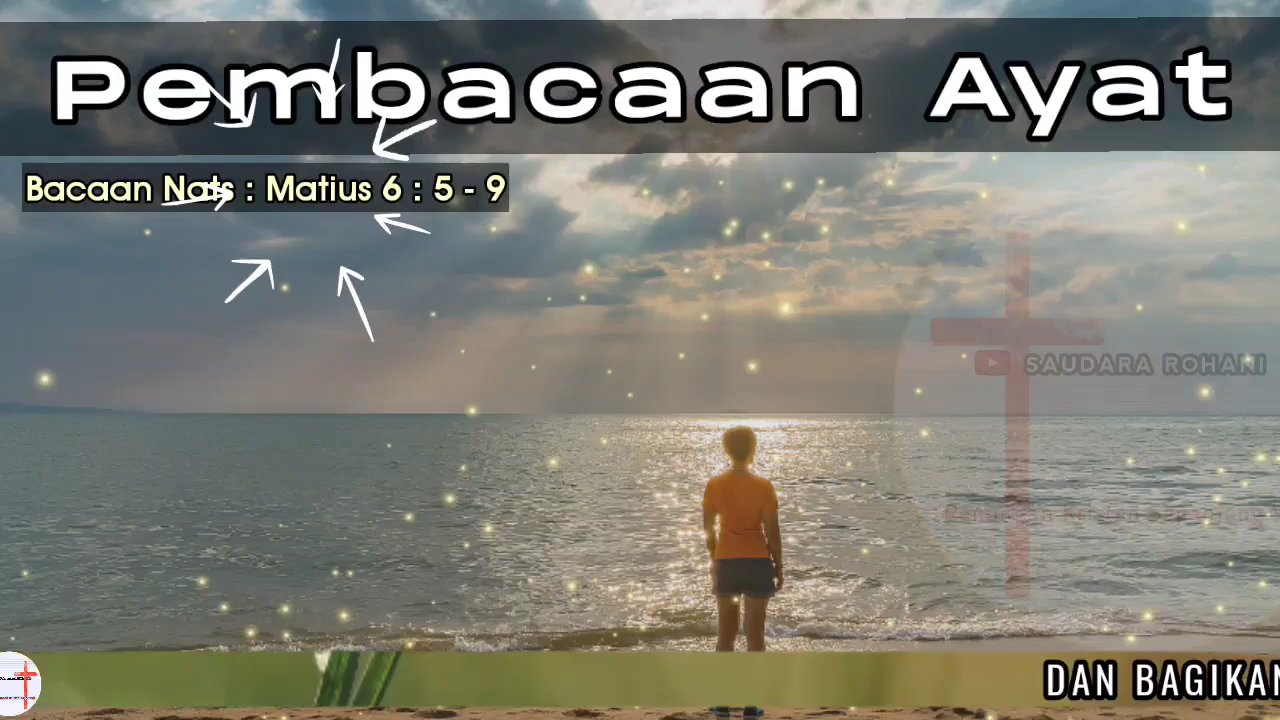 Pembacaan Ayat
Bacaan Nats : Matius 6 : 5 - 9
SAUDARA ROHANI
DAN BAGIKAN